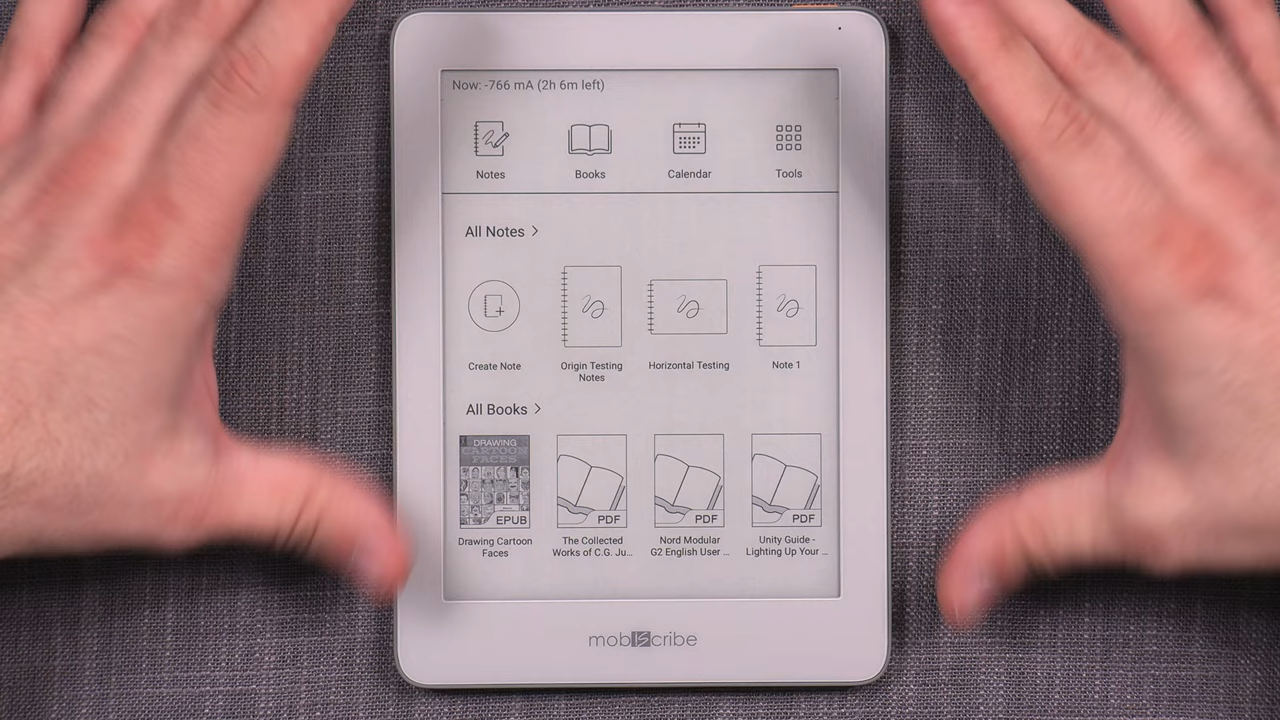 Now: -766 mA (2h 6m left)
Notes Books Calendar Tools
All Notes >
Create Note
Origin Testing
Notes
Horizontal Testing
Note 1
All Books >
DRAWING
CARTOON
FACES
EPUB
PDF
PDF
PDF
Drawing Cartoon
Faces
The Collected
Works of C.G. Ju...
Nord Modular
G2 English User ...
Unity Guide -
Lighting Up Your ...
mobiscribe